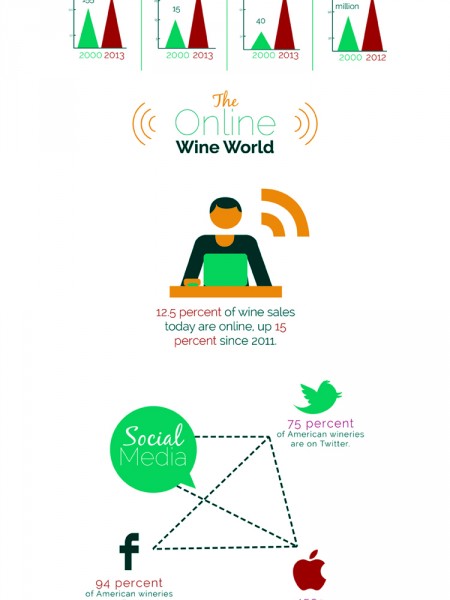 15
40
million
2000 2013
2000 2013
2000 2013
2000 2012
The
Online
Wine World
12.5 percent of wine sales
today are online, up 15
percent since 2011.
75 percent
of American wineries
are on Twitter.
Social
Media
f
94 percent
of American wineries